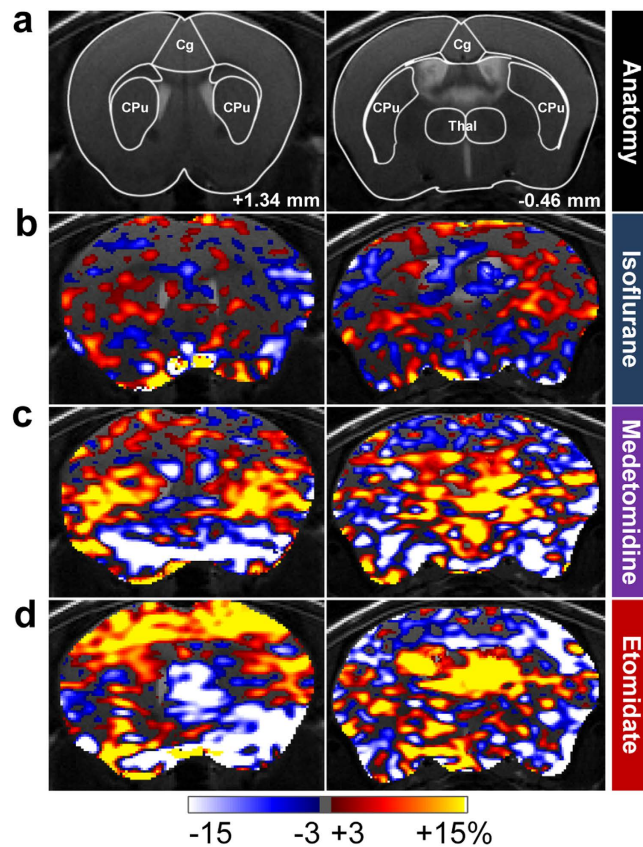 a
Cg
CPu
CPu
+1.34 mm
Cg
CPu
CPu
Thal
-0.46 mm
Anatomy
b
Isoflurane
c
Medetomidine
d
Etomidate
-15 -3 +3 +15%